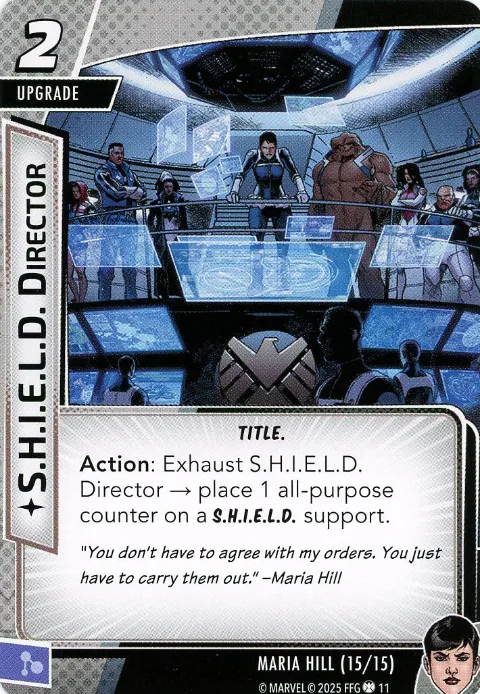 2
UPGRADE
S.H.I.E.L.D. DIRECTOR
TITLE.
Action: Exhaust S.H.I.E.L.D.
Director → place 1 all-purpose
counter on a S.H.I.E.L.D. support.
"You don't have to agree with my orders. You just
have to carry them out." –Maria Hill
MARIA HILL (15/15)
© MARVEL © 2025 FFG 11